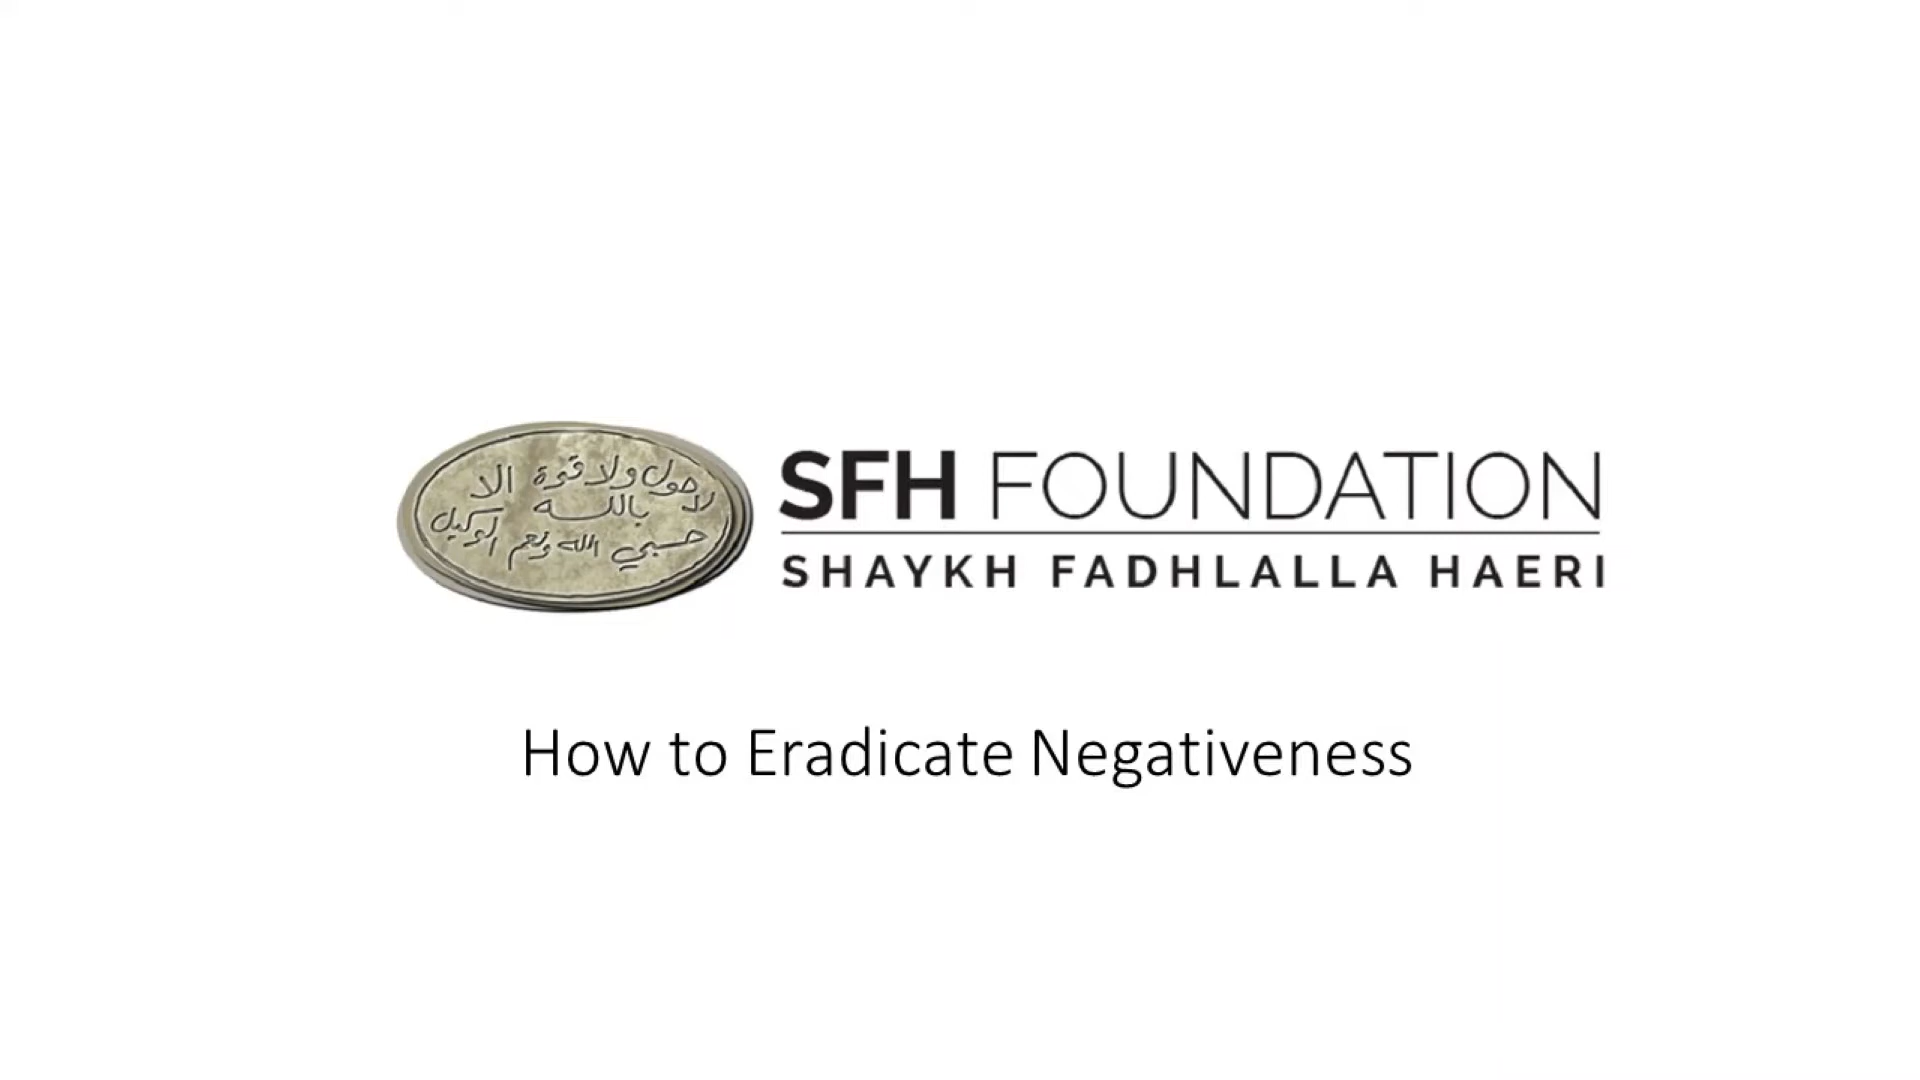 لا حول ولا قوة الا
بالله
حسبي الله ونعم الوكيل
SFH FOUNDATION
SHAYKH FADHLALLA HAERI
How to Eradicate Negativeness